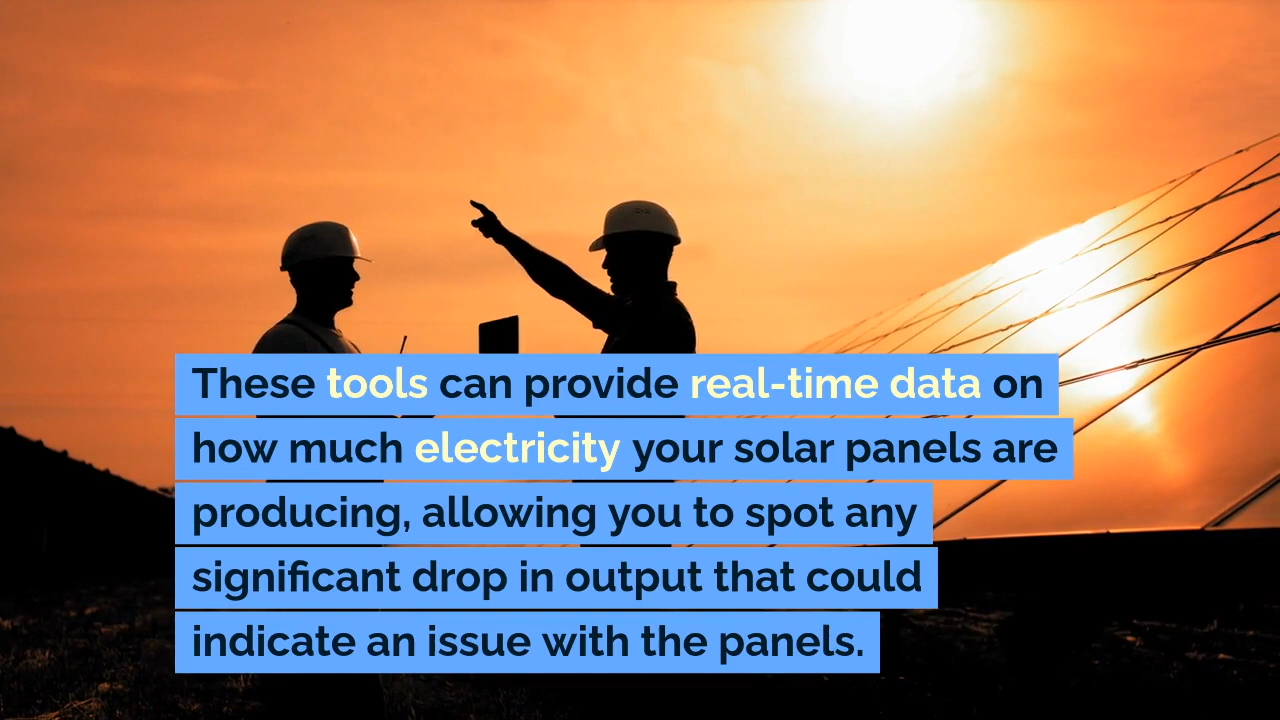 These tools can provide real-time data on
how much electricity your solar panels are
producing, allowing you to spot any
significant drop in output that could
indicate an issue with the panels.